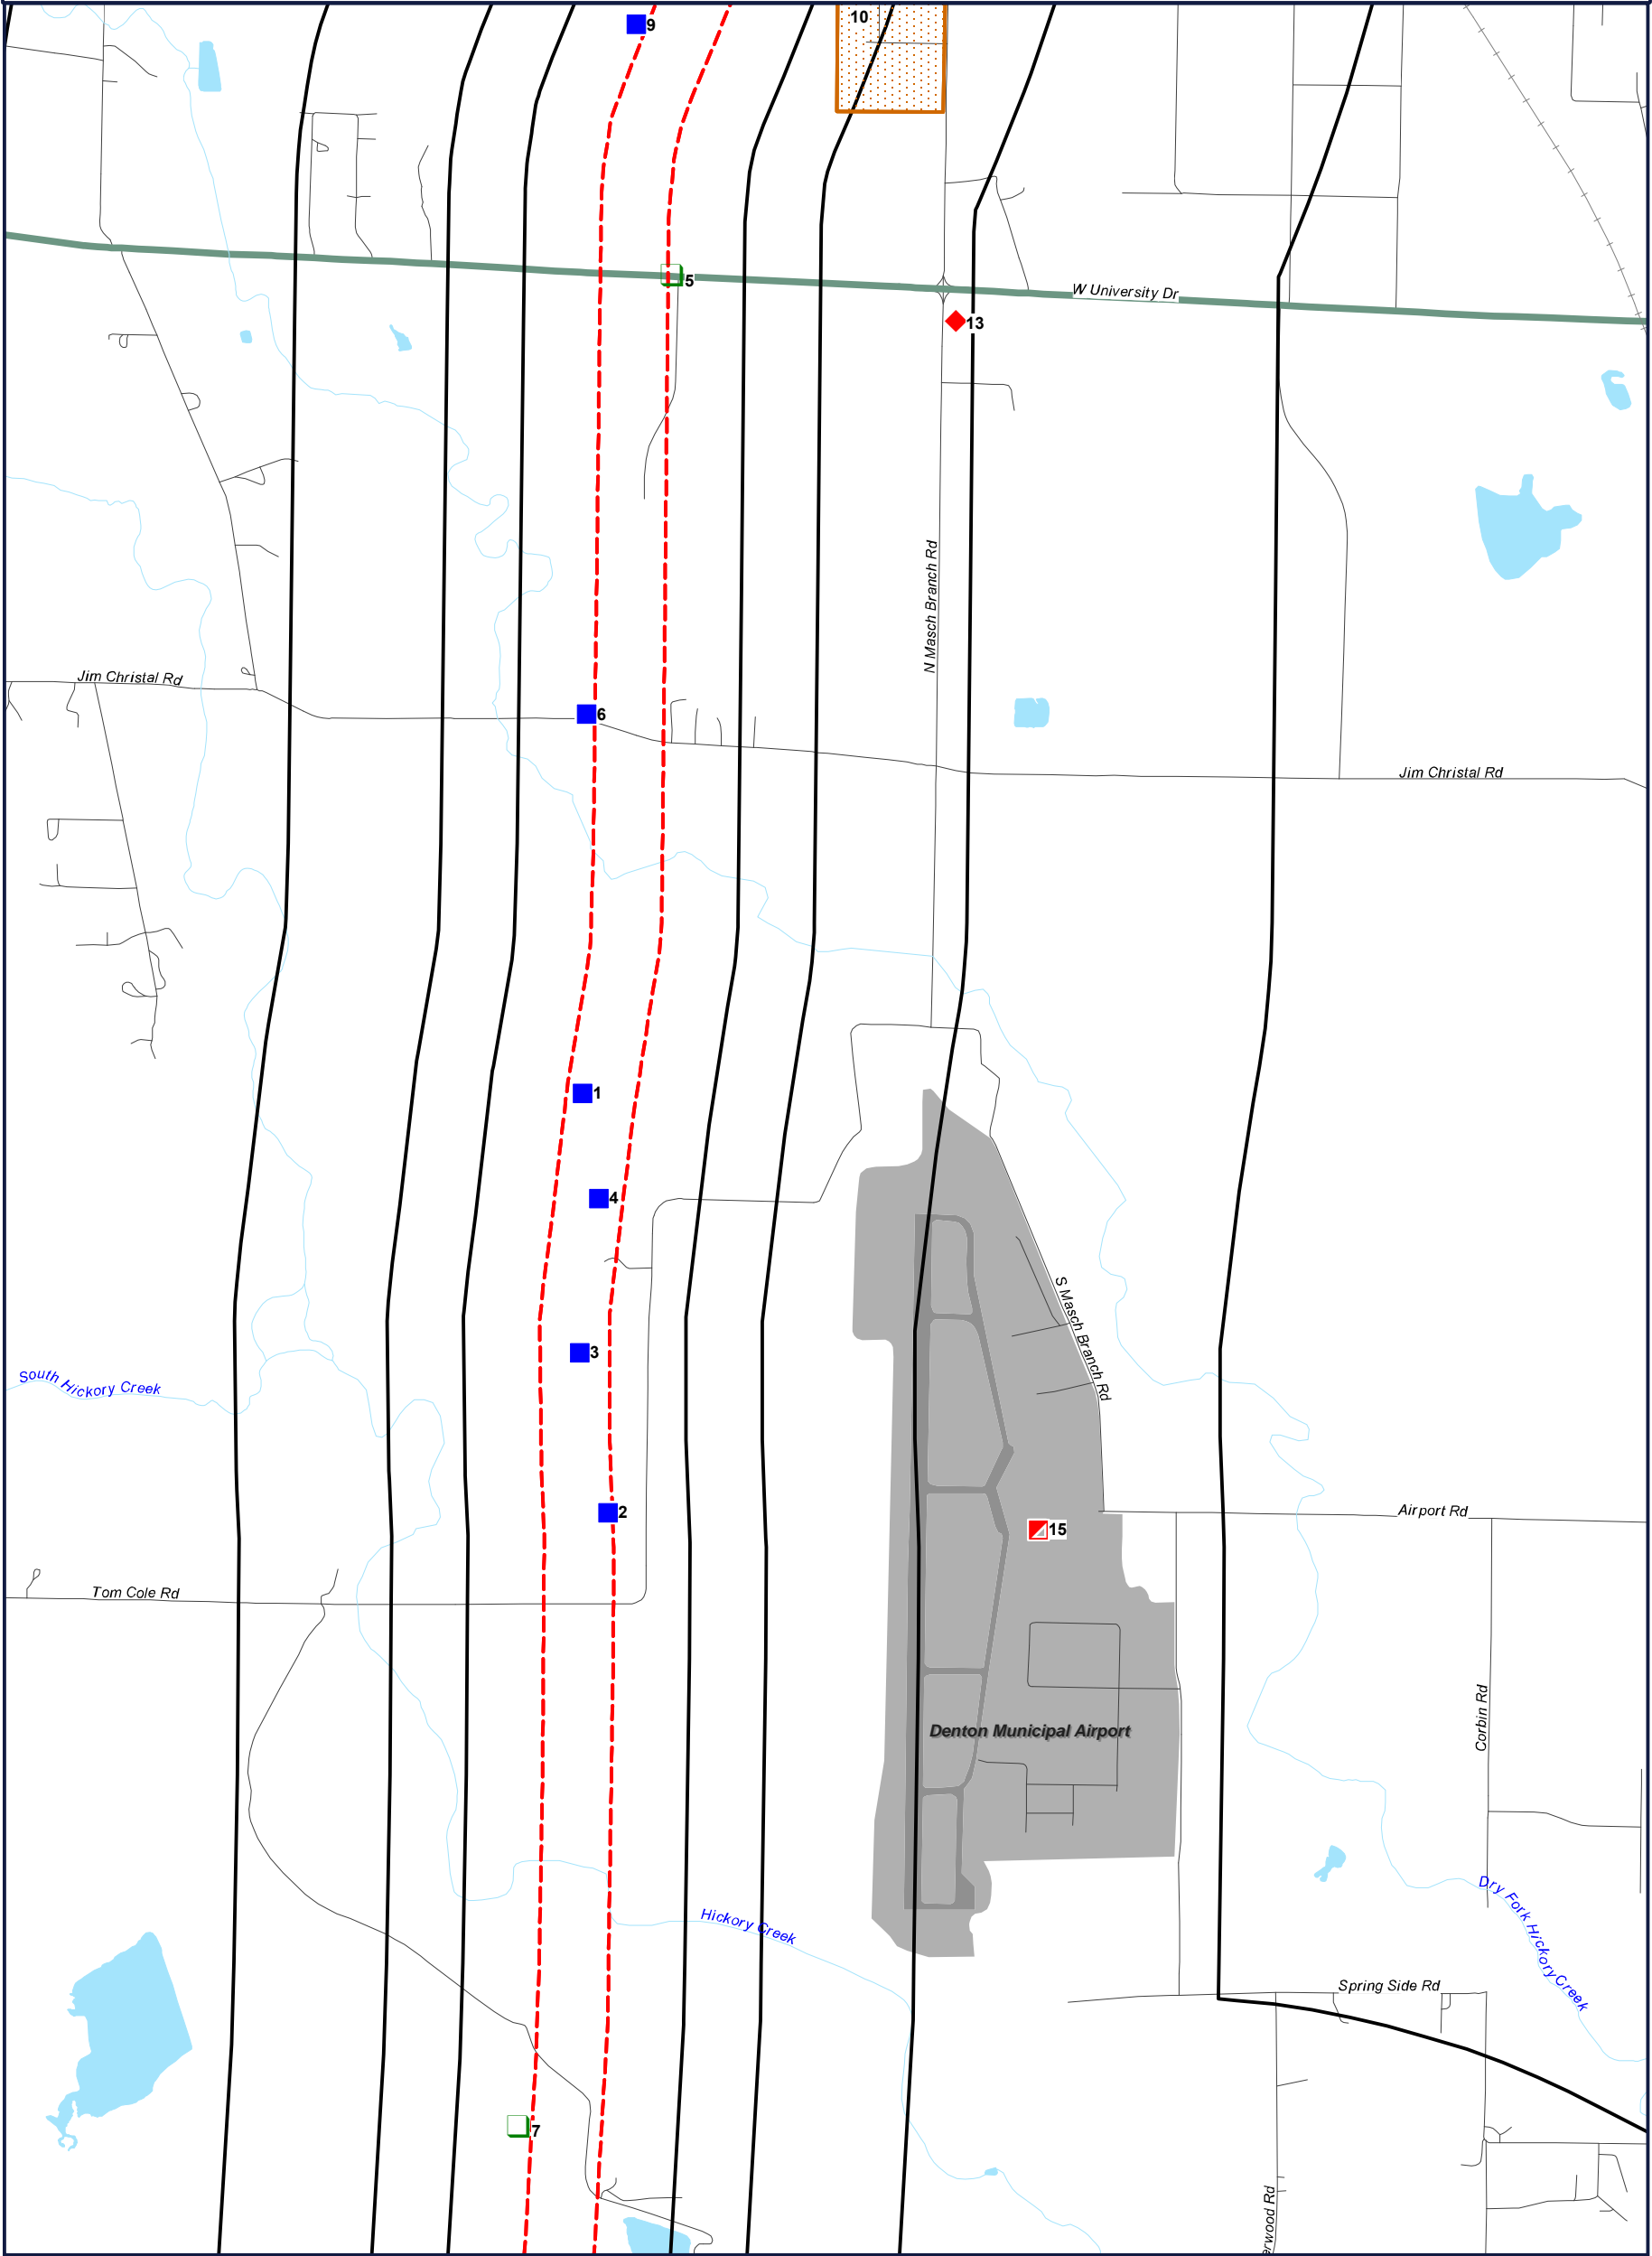 9
10
5
W University Dr
13
N Masch Branch Rd
Jim Christal Rd
6
Jim Christal Rd
1
4
S Masch Branch Rd
3
South Hickory Creek
2
15
Airport Rd
Tom Cole Rd
Corbin Rd
Denton Municipal Airport
Dry Fork Hickory Creek
Hickory Creek
Spring Side Rd
7
erwood Rd